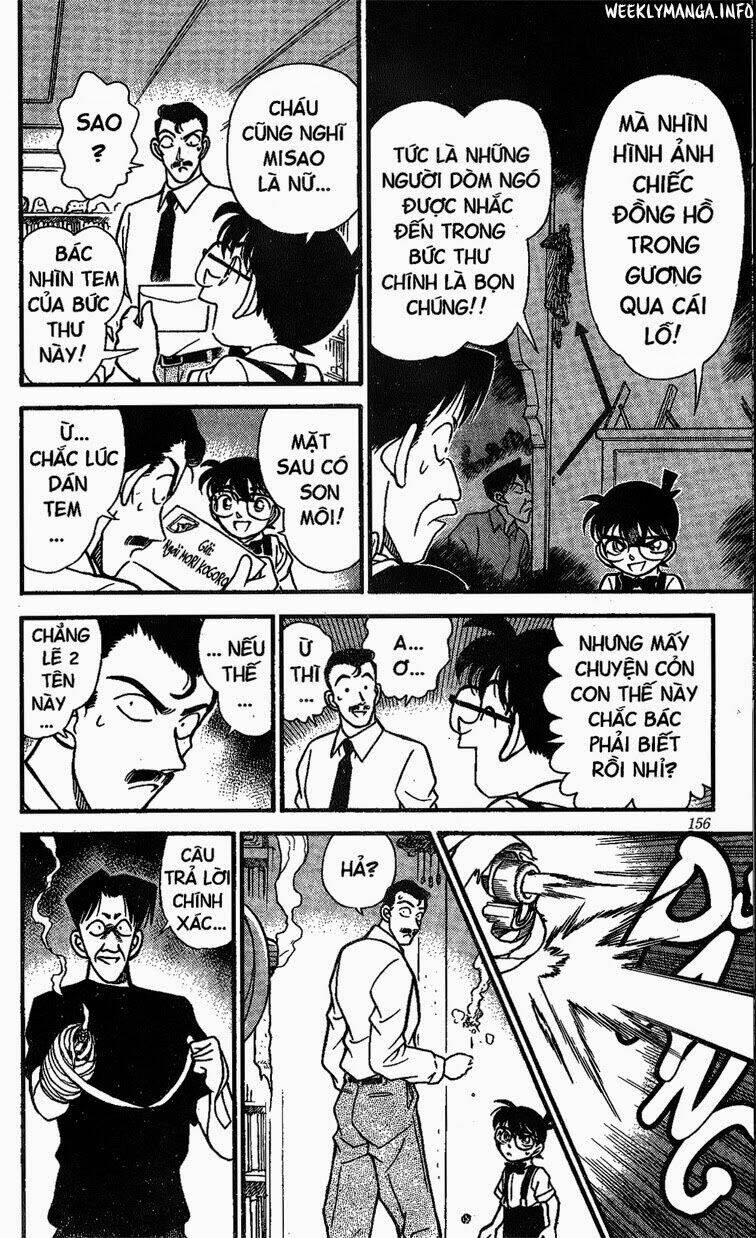 WEEKLYMANGA.INFO
MÀ NHÌN
HÌNH ẢNH
CHIẾC
ĐỒNG HỒ
TRONG
GƯƠNG
QUA CÁI
LỖ!
TỨC LÀ NHỮNG
NGƯỜI DÒM NGÓ
ĐƯỢC NHẮC
ĐẾN TRONG
BỨC THƯ
CHÍNH LÀ BỌN
CHÚNG!!
CHÁU
CŨNG NGHĨ
MISAO
LÀ NỮ...
SAO
?
BÁC
NHÌN TEM
CỦA BỨC
THƯ
NÀY!
MẶT
SAU CÓ
SON
MÔI!
Gửi:
Ngài MORI KOGORO
Ừ...
CHẮC LÚC
DÁN
TEM
...
NHƯNG MẤY
CHUYỆN CỎN
CON THẾ NÀY
CHẮC BÁC
PHẢI BIẾT
RỒI NHỈ?
A...
Ơ...
Ừ
THÌ
...
... NẾU
THẾ
...
CHẲNG
LẼ 2
TÊN
NÀY
...
156
HẢ?
CÂU
TRẢ LỜI
CHÍNH
XÁC...